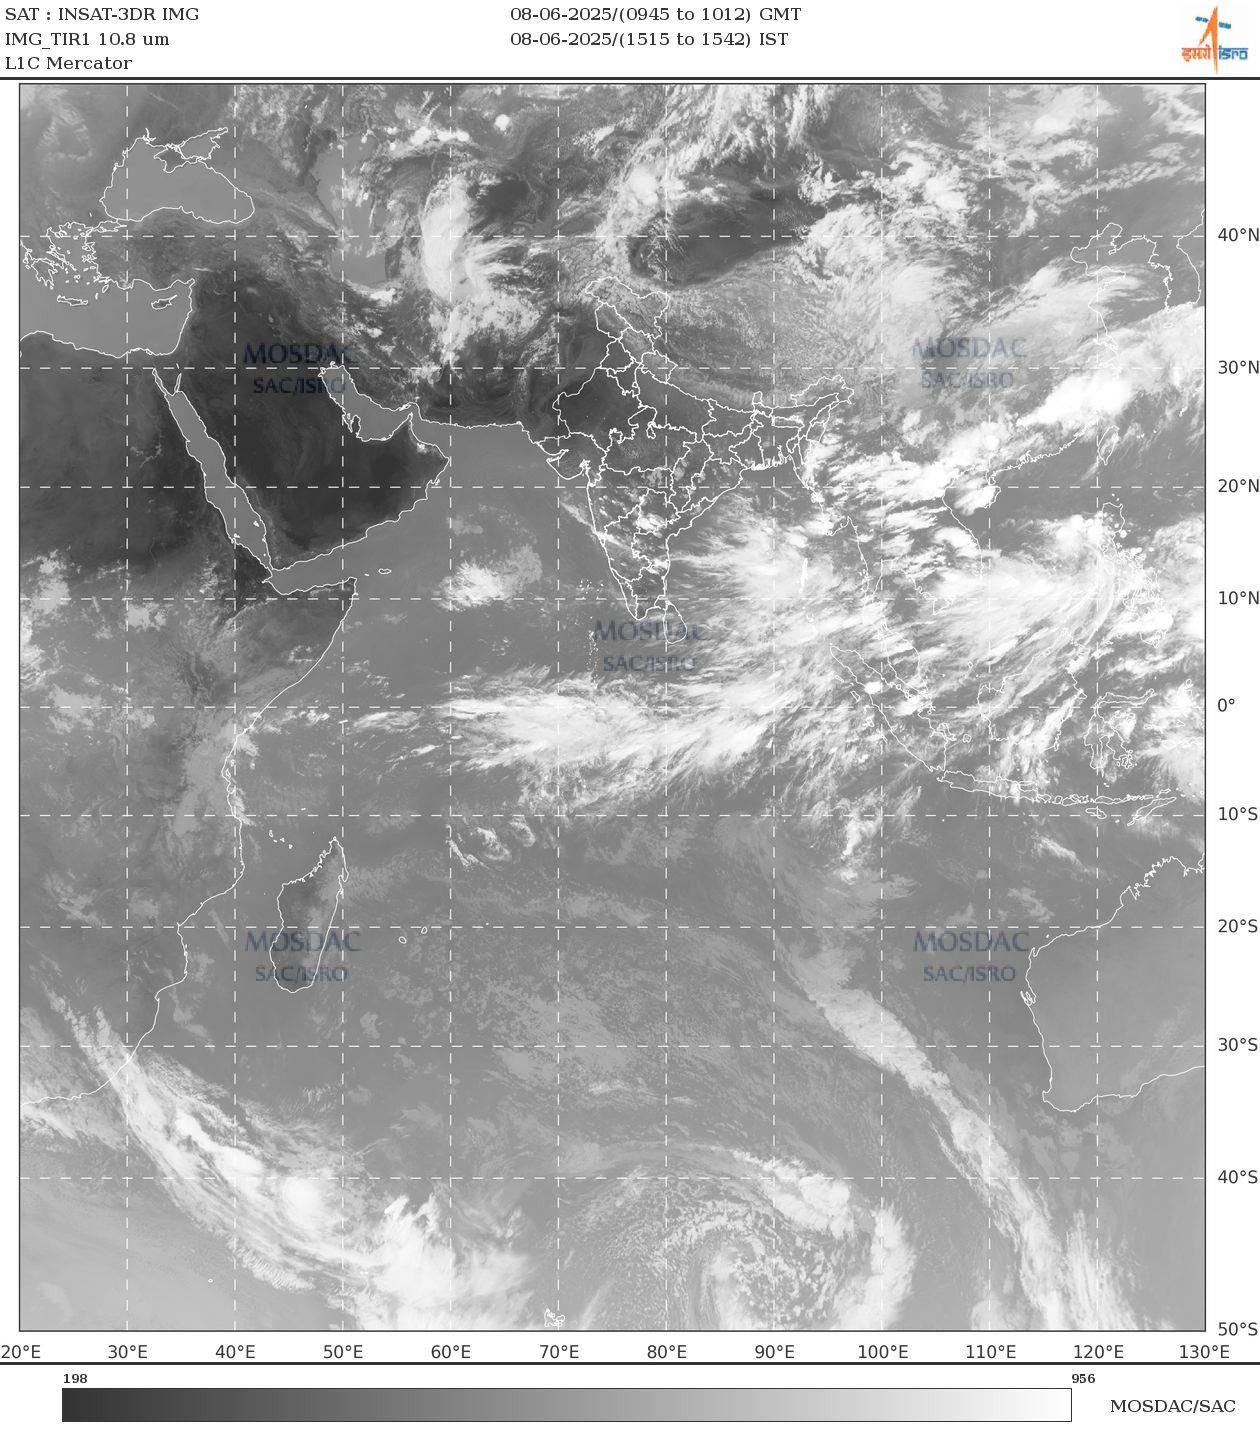 SAT : INSAT-3DR IMG
08-06-2025/(0945 to 1012) GMT
IMG_TIR1 10.8 um
08-06-2025/(1515 to 1542) IST
L1C Mercator
इसरो isro
40°N
MOSDAC
SAC/ISRO
MOSDAC
SAC/ISRO
30°N
20°N
10°N
MOSDAC
SAC/ISRO
0°
10°S
20°S
MOSDAC
SAC/ISRO
MOSDAC
SAC/ISRO
30°S
40°S
50°S
20°E 30°E 40°E 50°E 60°E 70°E 80°E 90°E 100°E 110°E 120°E 130°E
198
956
MOSDAC/SAC